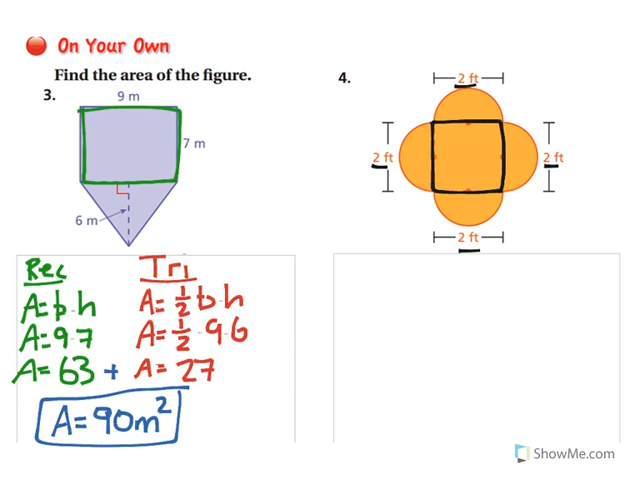 On Your Own
Find the area of the figure.
3.
9 m
7 m
6 m
4.
2 ft
2 ft
2 ft
2 ft
Rec
A=b·h
A=9·7
A=63 +
Tri
A=½b·h
A=½·9·6
A=27
A=90m²
ShowMe.com